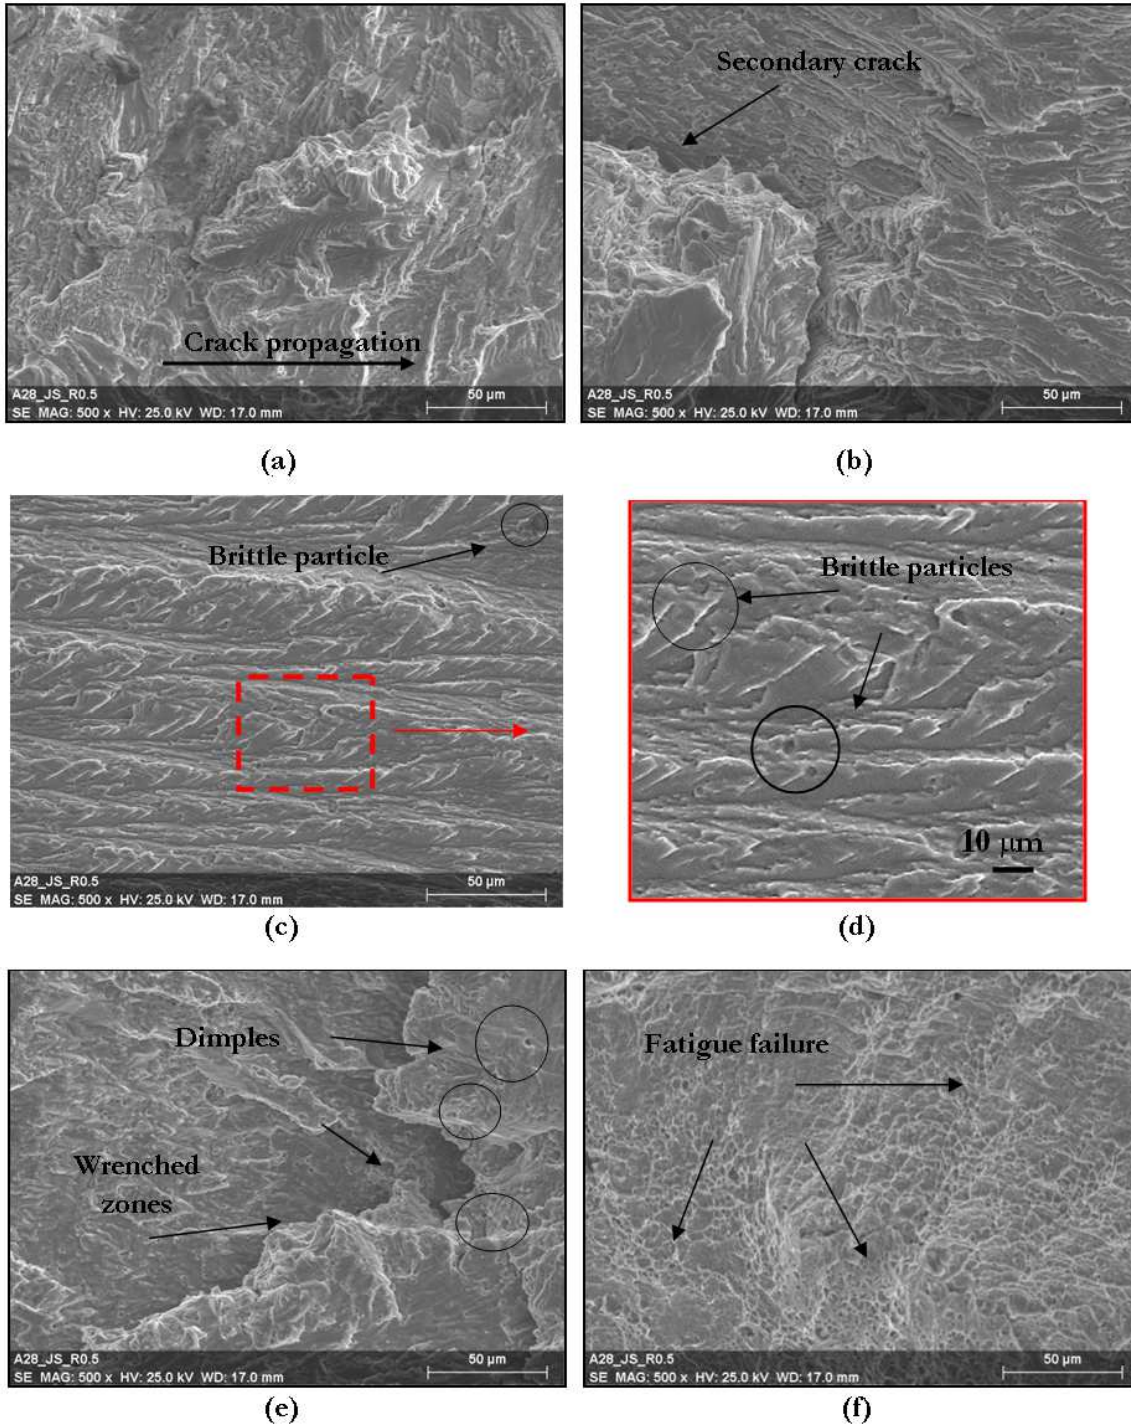 Crack propagation
A28_JS_R0.5
SE MAG: 500 x HV: 25.0 kV WD: 17.0 mm
50 µm
(a)
Secondary crack
A28_JS_R0.5
SE MAG: 500 x HV: 25.0 kV WD: 17.0 mm
50 µm
(b)
Brittle particle
A28_JS_R0.5
SE MAG: 500 x HV: 25.0 kV WD: 17.0 mm
50 µm
(c)
Brittle particles
10 µm
(d)
Dimples
Wrenched
zones
A28_JS_R0.5
SE MAG: 500 x HV: 25.0 kV WD: 17.0 mm
50 µm
(e)
Fatigue failure
A28_JS_R0.5
SE MAG: 500 x HV: 25.0 kV WD: 17.0 mm
50 µm
(f)